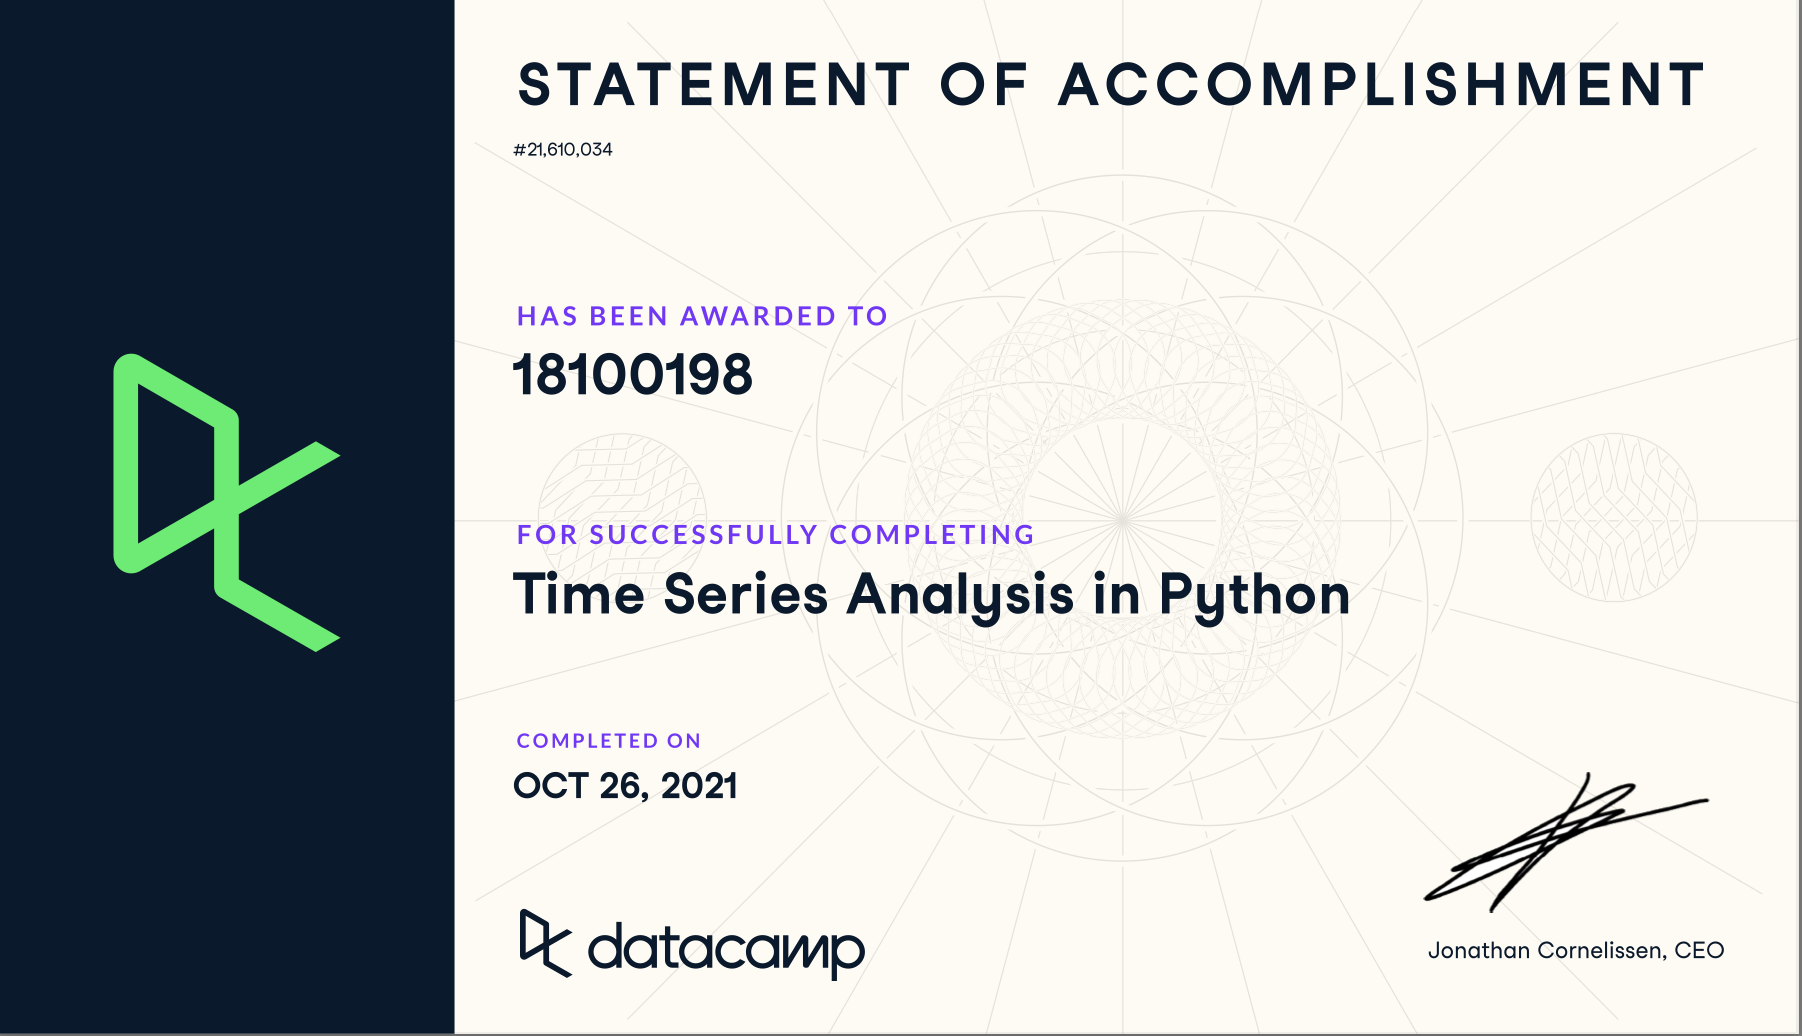 STATEMENT OF ACCOMPLISHMENT
#21,610,034
HAS BEEN AWARDED TO
18100198
FOR SUCCESSFULLY COMPLETING
Time Series Analysis in Python
COMPLETED ON
OCT 26, 2021
datacamp
Jonathan Cornelissen, CEO